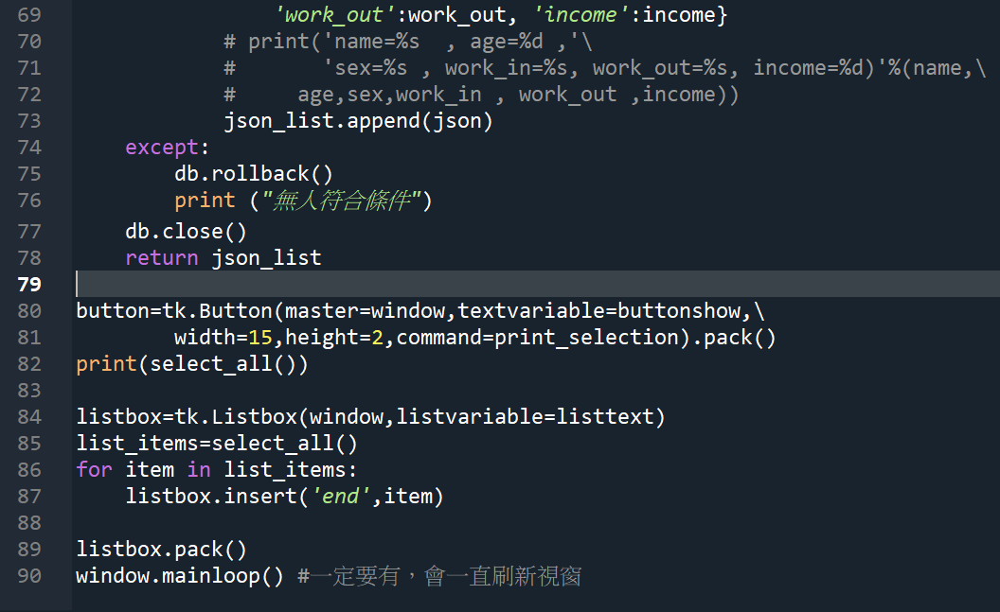 69                 'work_out':work_out, 'income':income}
70             # print('name=%s  , age=%d ,'\
71             #       'sex=%s , work_in=%s, work_out=%s, income=%d)'%(name,\
72             #     age,sex,work_in , work_out ,income))
73             json_list.append(json)
74     except:
75         db.rollback()
76         print ("無人符合條件")
77     db.close()
78     return json_list
79
80 button=tk.Button(master=window,textvariable=buttonshow,\
81         width=15,height=2,command=print_selection).pack()
82 print(select_all())
83
84 listbox=tk.Listbox(window,listvariable=listtext)
85 list_items=select_all()
86 for item in list_items:
87     listbox.insert('end',item)
88
89 listbox.pack()
90 window.mainloop() #一定要有，會一直刷新視窗